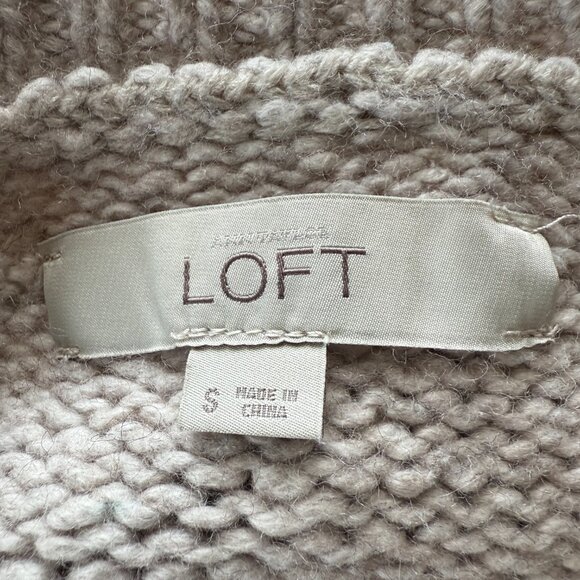 ANN TAYLOR
LOFT
S
MADE IN
CHINA